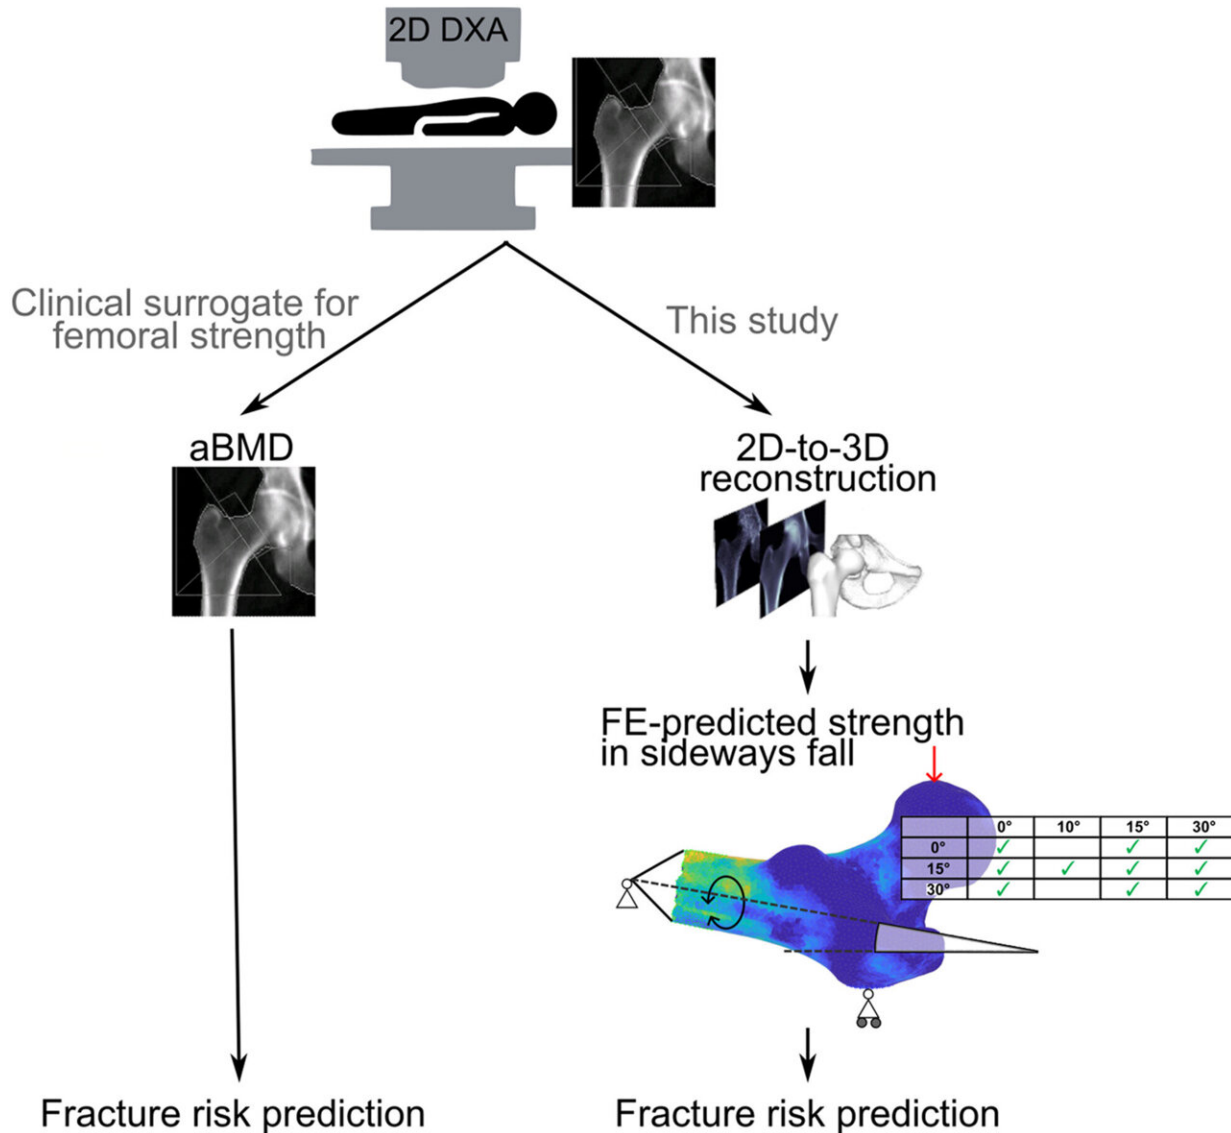 2D DXA
Clinical surrogate for
femoral strength
This study
aBMD
2D-to-3D
reconstruction
FE-predicted strength
in sideways fall
0° 10° 15° 30°
0° ✓ ✓ ✓
15° ✓ ✓ ✓ ✓
30° ✓ ✓ ✓
Fracture risk prediction
Fracture risk prediction